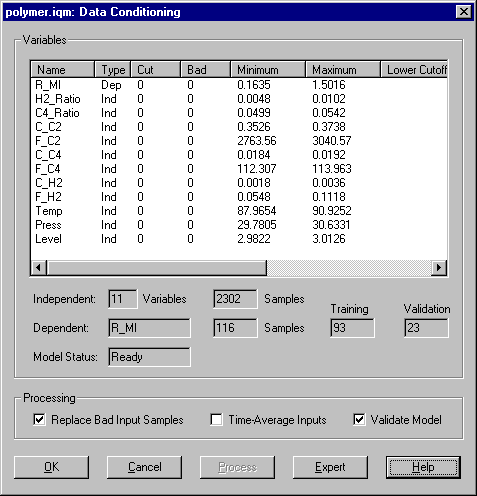 polymer.iqm: Data Conditioning
Variables
Name Type Cut Bad Minimum Maximum Lower Cutoff
R_MI Dep 0 0 0.1635 1.5016
H2_Ratio Ind 0 0 0.0048 0.0102
C4_Ratio Ind 0 0 0.0499 0.0542
C_C2 Ind 0 0 0.3526 0.3738
F_C2 Ind 0 0 2763.56 3040.57
C_C4 Ind 0 0 0.0184 0.0192
F_C4 Ind 0 0 112.307 113.963
C_H2 Ind 0 0 0.0018 0.0036
F_H2 Ind 0 0 0.0548 0.1118
Temp Ind 0 0 87.9654 90.9252
Press Ind 0 0 29.7805 30.6331
Level Ind 0 0 2.9822 3.0126
Independent: 11 Variables 2302 Samples
Training Validation
Dependent: R_MI 116 Samples 93 23
Model Status: Ready
Processing
Replace Bad Input Samples Time-Average Inputs Validate Model
OK Cancel Process Expert Help